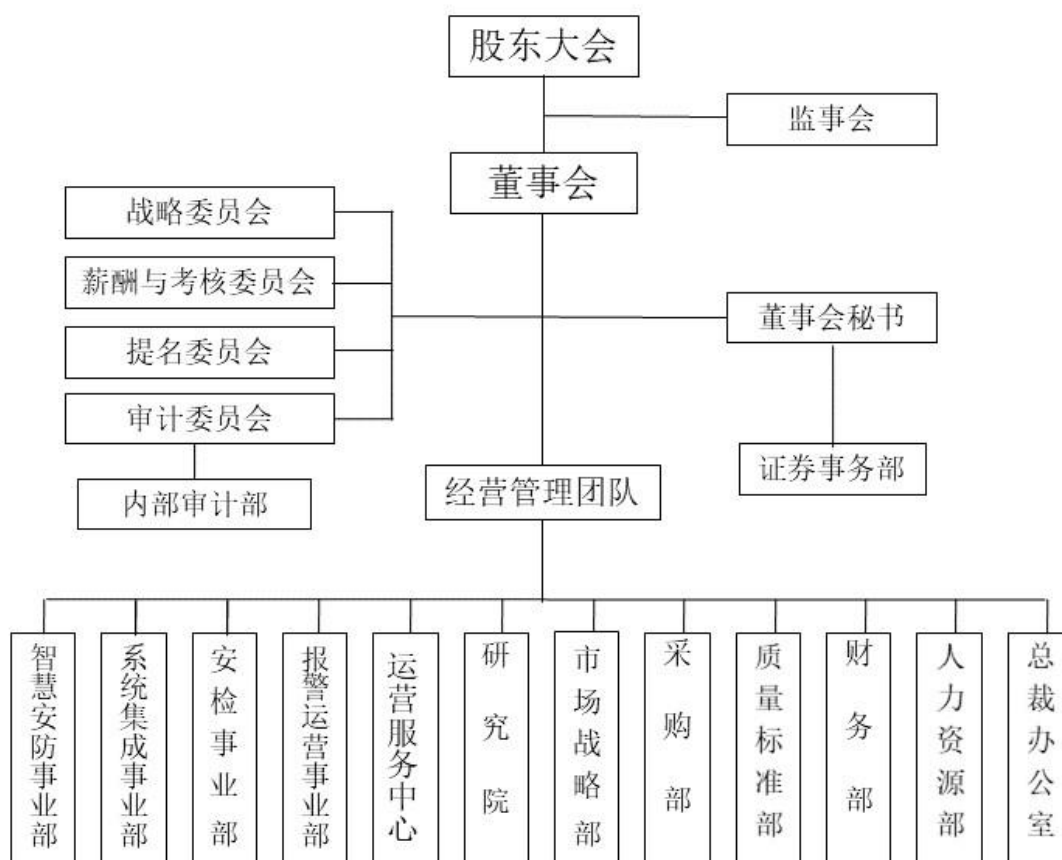 股东大会
监事会
董事会
战略委员会
薪酬与考核委员会
董事会秘书
提名委员会
审计委员会
证券事务部
经营管理团队
内部审计部
智慧安防事业部
系统集成事业部
安检事业部
报警运营事业部
运营服务中心
研究院
市场战略部
采购部
质量标准部
财务部
人力资源部
总裁办公室